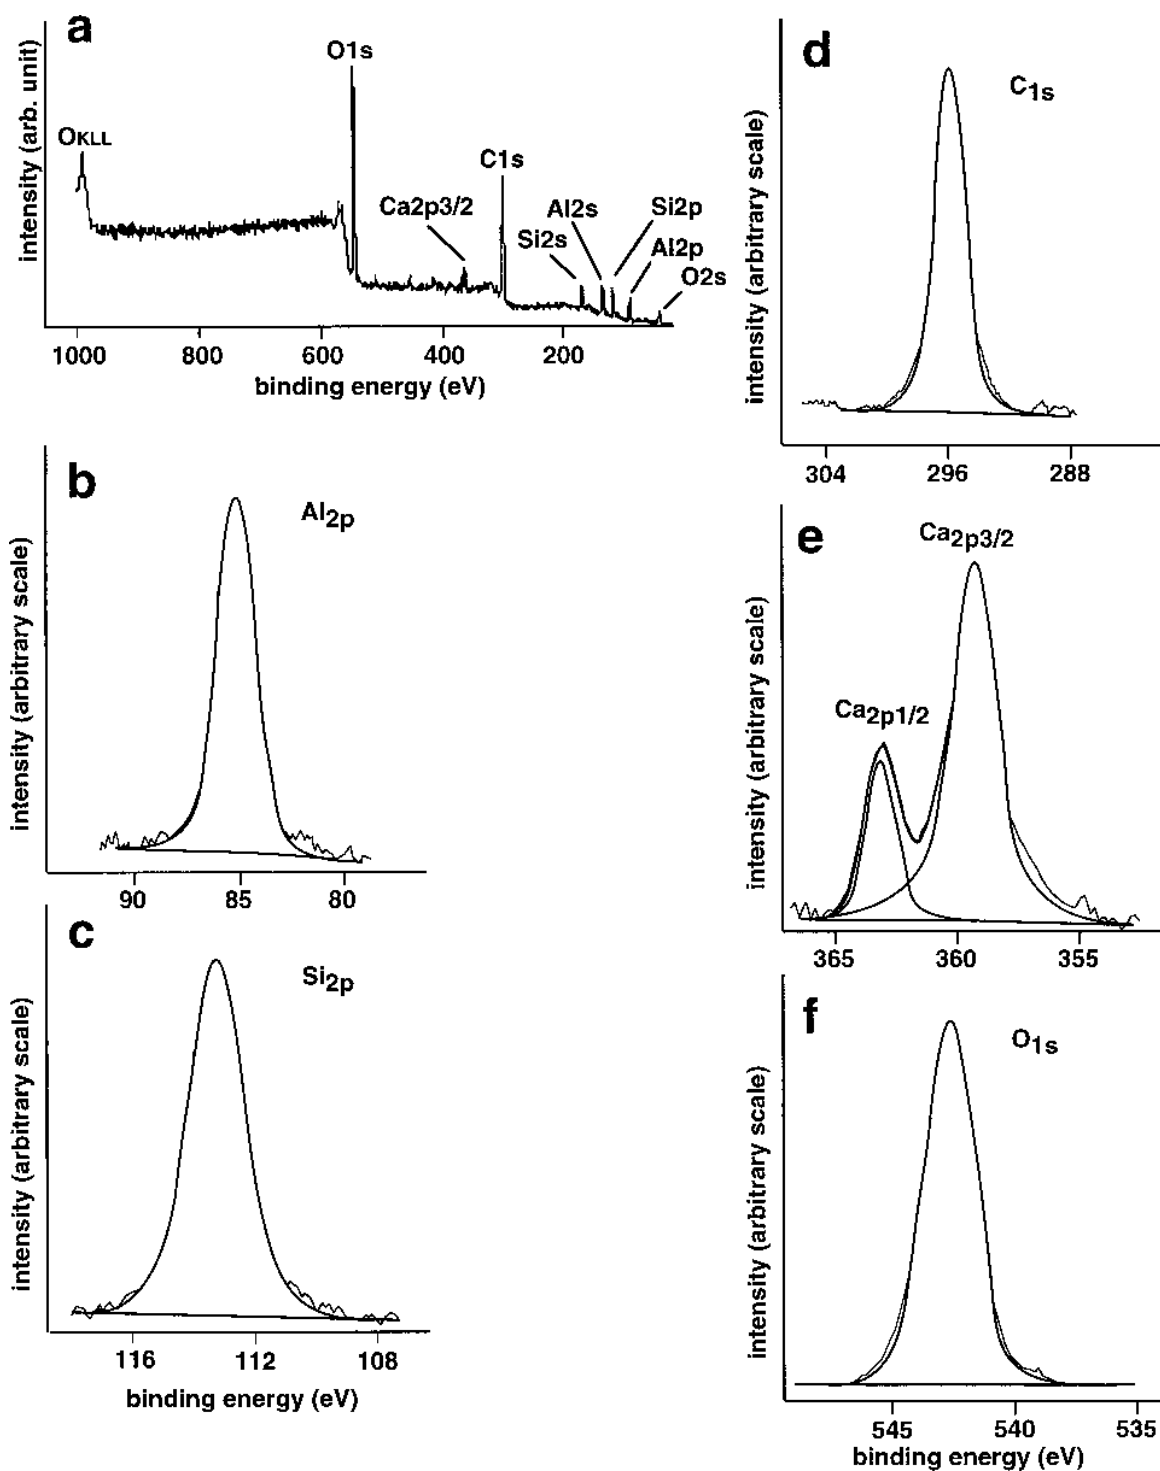 a
intensity (arb. unit)
OKLL
O1s
Ca2p3/2
C1s
Si2s
Al2s
Si2p
Al2p
O2s
1000 800 600 400 200
binding energy (eV)
b
Al2p
intensity (arbitrary scale)
90 85 80
c
Si2p
intensity (arbitrary scale)
116 112 108
binding energy (eV)
d
C1s
intensity (arbitrary scale)
304 296 288
e
Ca2p3/2
Ca2p1/2
intensity (arbitrary scale)
365 360 355
f
O1s
intensity (arbitrary scale)
545 540 535
binding energy (eV)